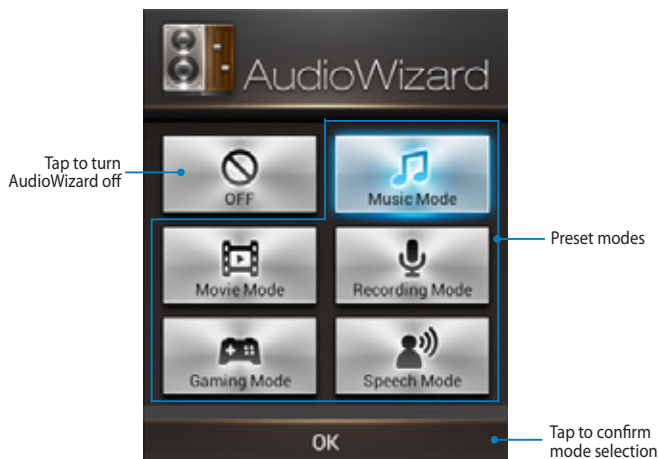 AudioWizard
Tap to turn
AudioWizard off
OFF
Music Mode
Preset modes
Movie Mode
Recording Mode
Gaming Mode
Speech Mode
OK
Tap to confirm
mode selection